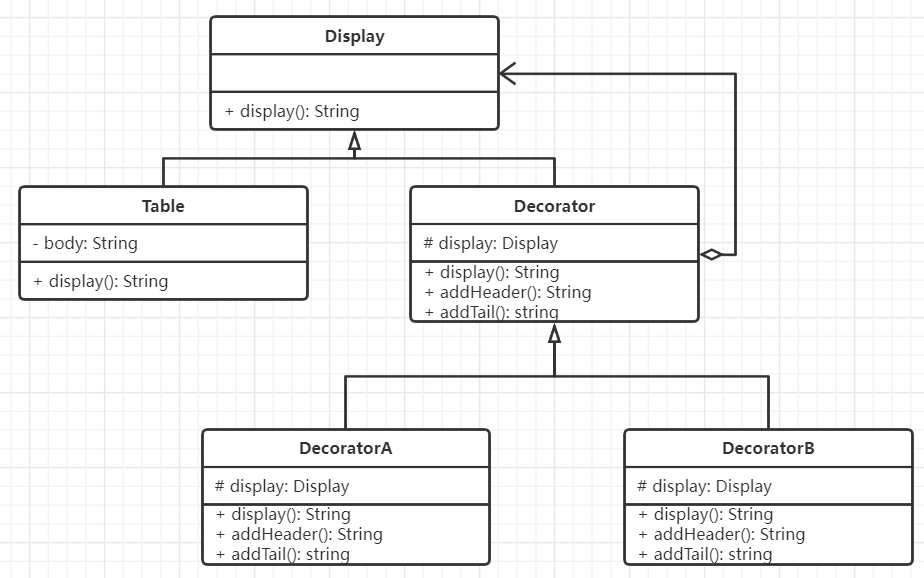 Display
+ display(): String
Table
- body: String
+ display(): String
Decorator
# display: Display
+ display(): String
+ addHeader(): String
+ addTail(): string
DecoratorA
# display: Display
+ display(): String
+ addHeader(): String
+ addTail(): string
DecoratorB
# display: Display
+ display(): String
+ addHeader(): String
+ addTail(): string